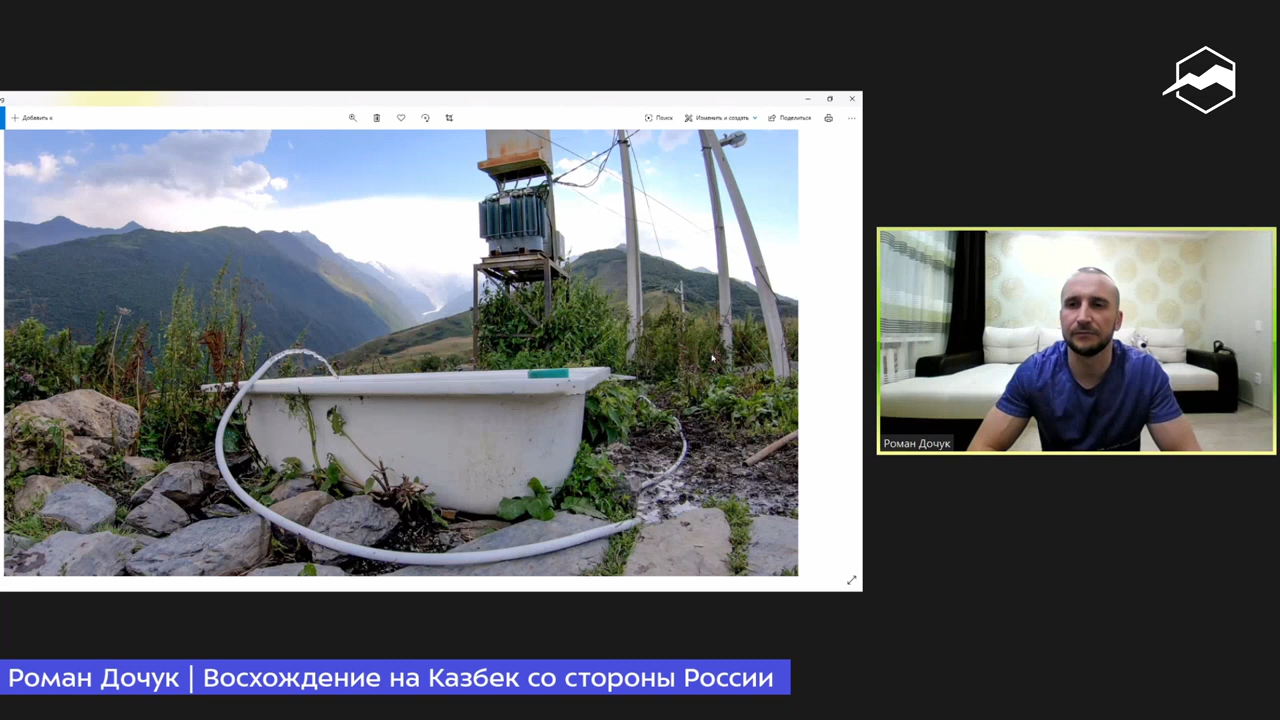 Добавить к
Поиск
Изменить и создать
Поделиться
Роман Дочук
Роман Дочук | Восхождение на Казбек со стороны России